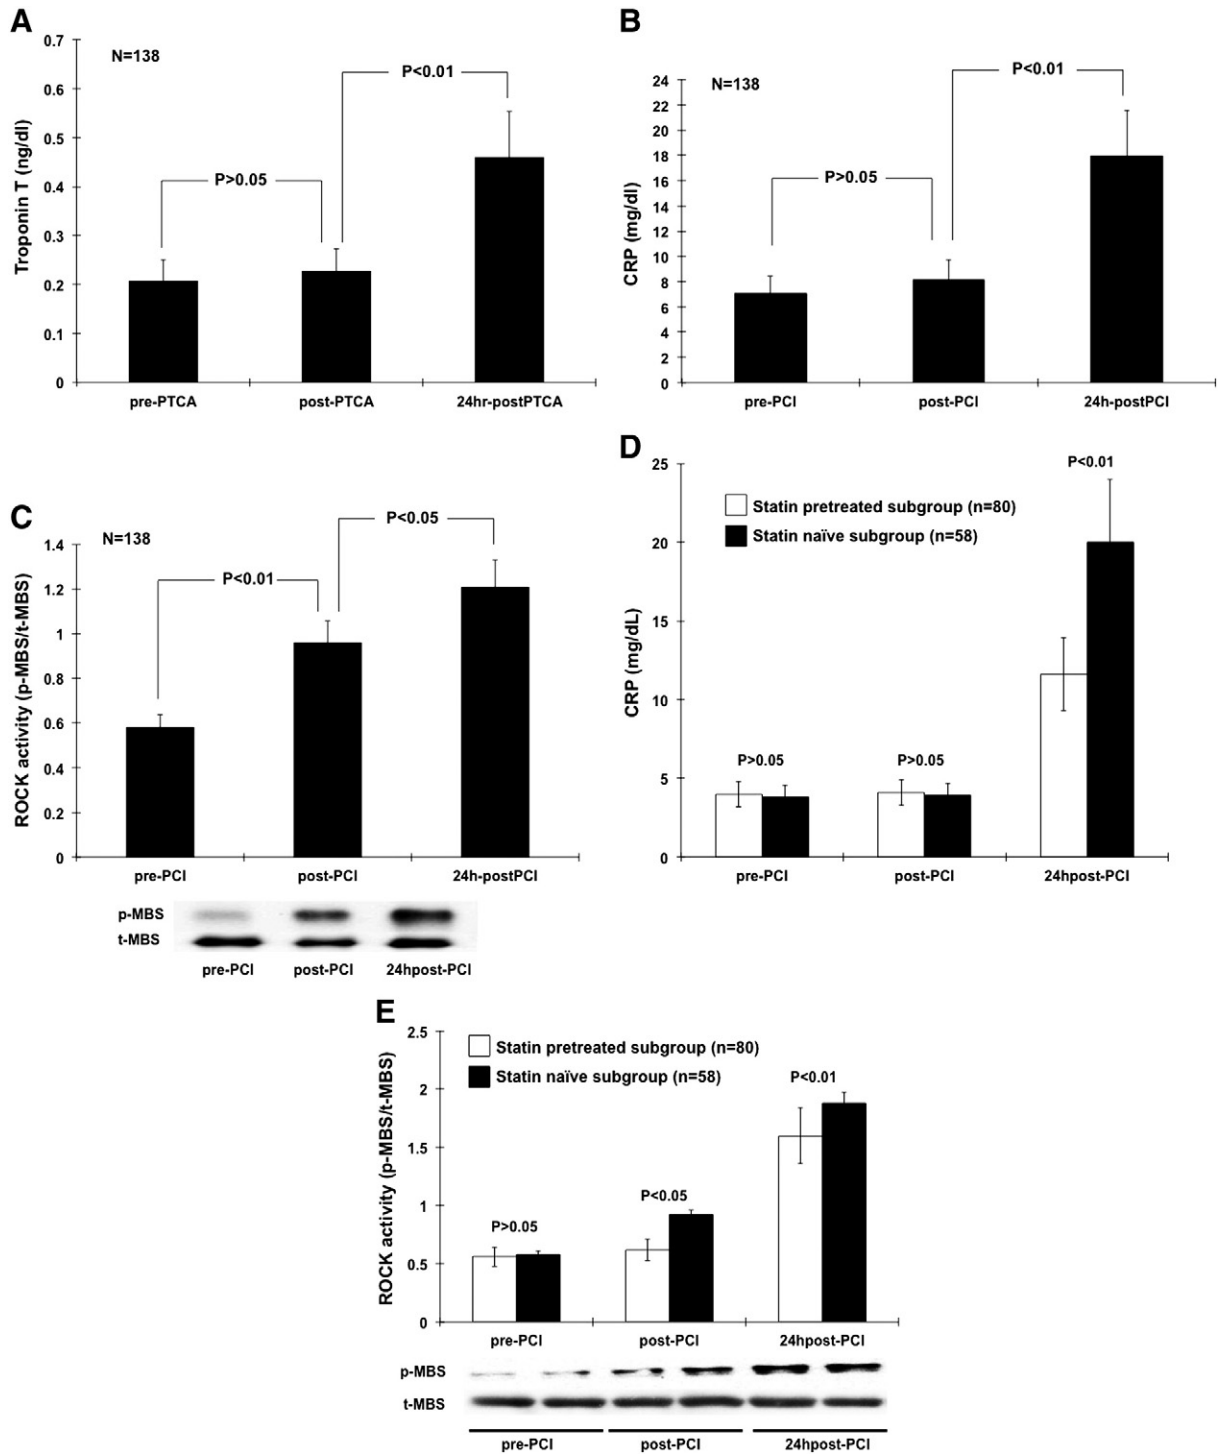 A
Troponin T (ng/dl)
0.7
0.6
0.5
0.4
0.3
0.2
0.1
0
N=138
P>0.05
P<0.01
pre-PTCA post-PTCA 24hr-postPTCA
B
CRP (mg/dl)
24
22
20
18
16
14
12
10
8
6
4
2
0
N=138
P>0.05
P<0.01
pre-PCI post-PCI 24h-postPCI
C
ROCK activity (p-MBS/t-MBS)
1.4
1.2
1
0.8
0.6
0.4
0.2
0
N=138
P<0.01
P<0.05
pre-PCI post-PCI 24h-postPCI
p-MBS
t-MBS
pre-PCI post-PCI 24hpost-PCI
D
CRP (mg/dL)
25
20
15
10
5
0
Statin pretreated subgroup (n=80)
Statin naïve subgroup (n=58)
P>0.05
P>0.05
P<0.01
pre-PCI post-PCI 24hpost-PCI
E
ROCK activity (p-MBS/t-MBS)
2.5
2
1.5
1
0.5
0
Statin pretreated subgroup (n=80)
Statin naïve subgroup (n=58)
P>0.05
P<0.05
P<0.01
pre-PCI post-PCI 24hpost-PCI
p-MBS
t-MBS
pre-PCI post-PCI 24hpost-PCI